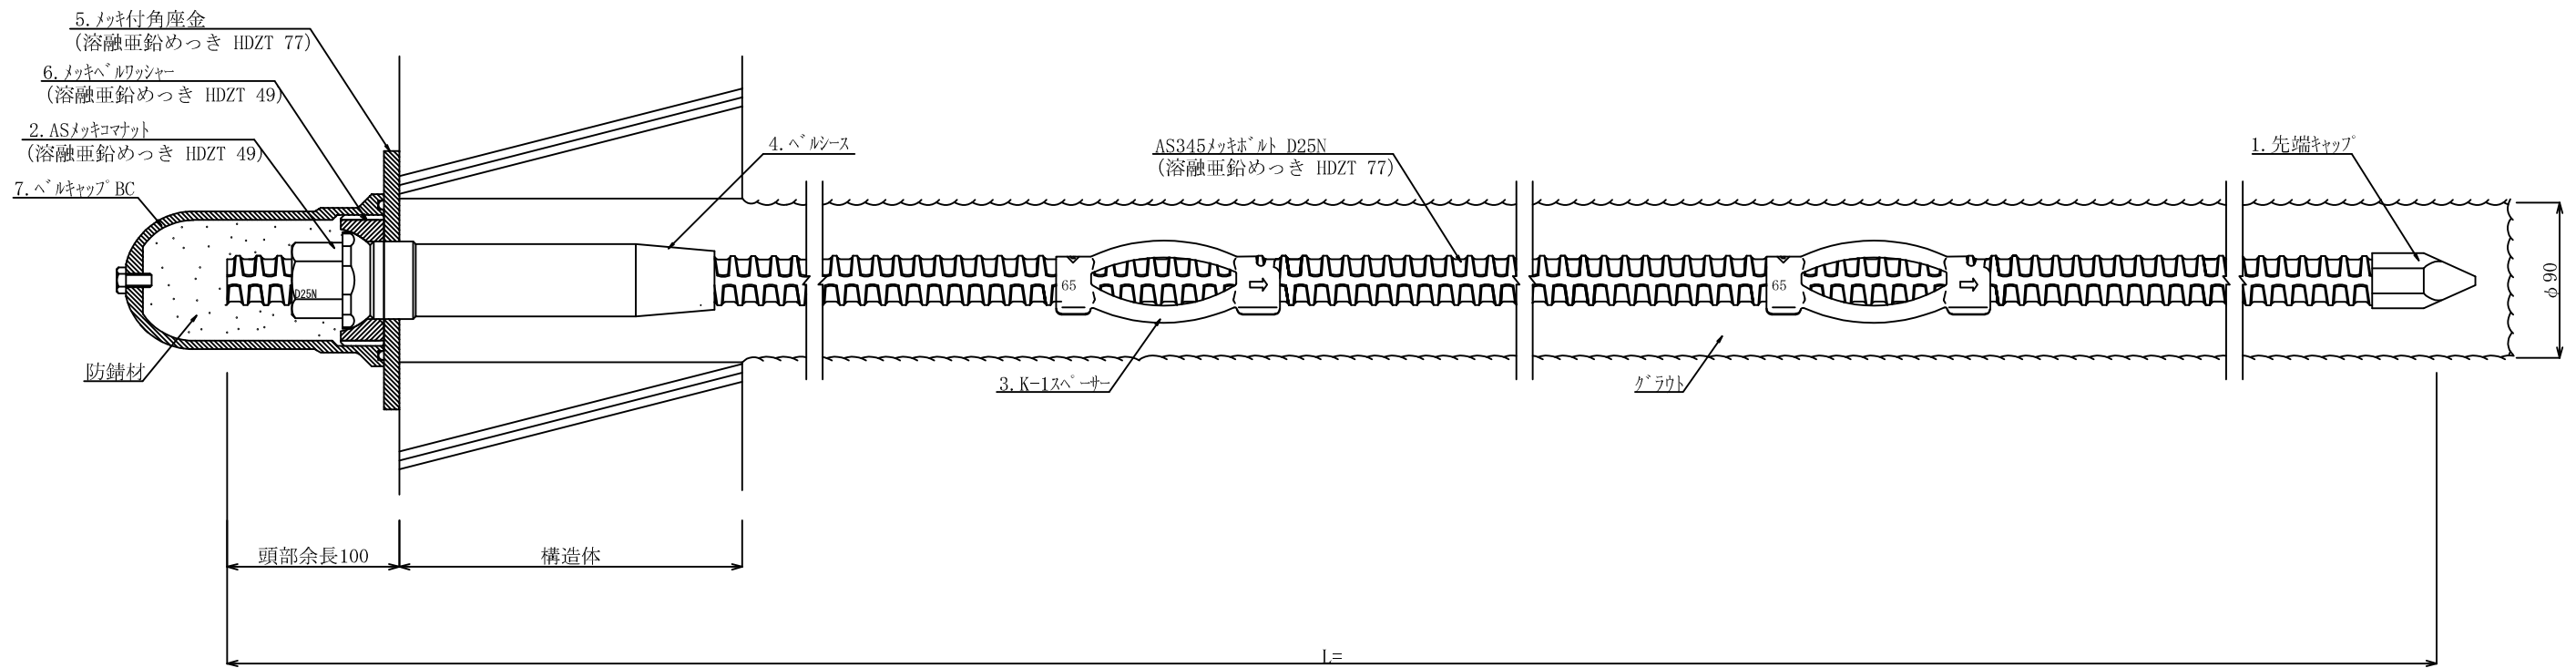 5.ﾒｯｷ付角座金
(溶融亜鉛めっき HDZT 77)
6.ﾒｯｷﾍﾞﾙﾜｯｼｬｰ
(溶融亜鉛めっき HDZT 49)
2.ASﾒｯｷｺﾏﾅｯﾄ
(溶融亜鉛めっき HDZT 49)
7.ﾍﾞﾙｷｬｯﾌﾟBC
4.ﾍﾞﾙｼｰｽ
AS345ﾒｯｷﾎﾞﾙﾄ D25N
(溶融亜鉛めっき HDZT 77)
1.先端ｷｬｯﾌﾟ
D25N
65
65
φ90
防錆材
3.K-1ｽﾍﾟｰｻｰ
ｸﾞﾗｳﾄ
頭部余長100
構造体
L=